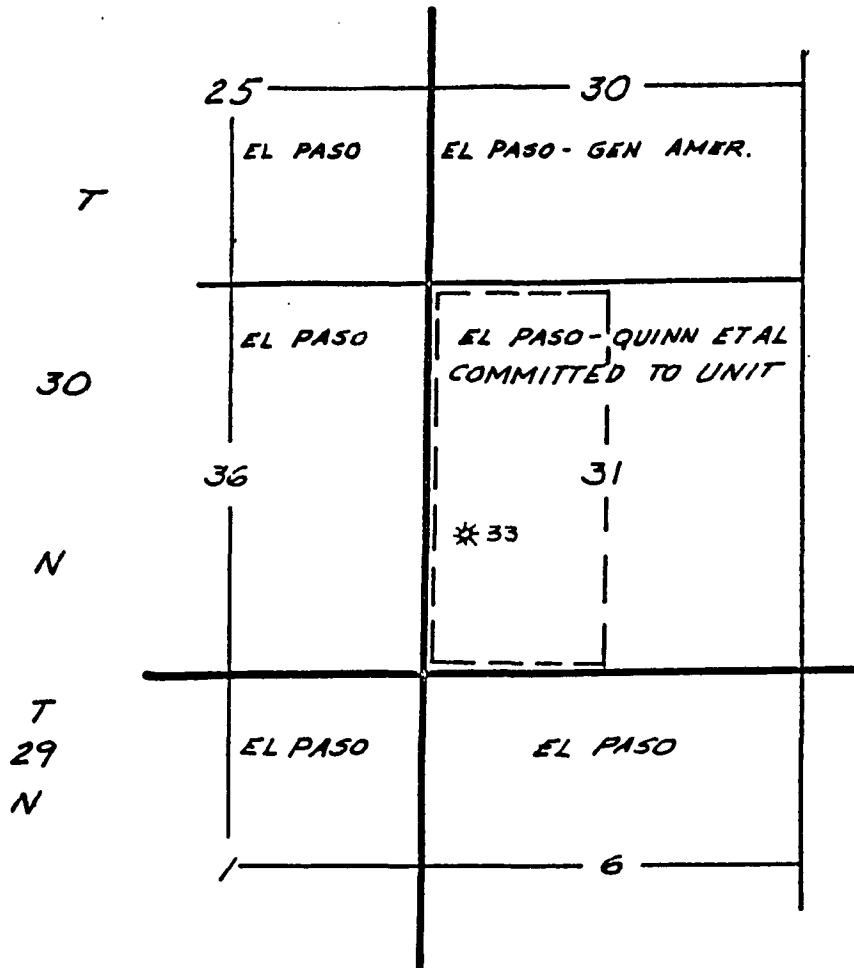 25 30
EL PASO EL PASO - GEN AMER.
T
EL PASO EL PASO - QUINN ETAL
COMMITTED TO UNIT
30
36 31
33
N
T
29
N
EL PASO EL PASO
1 6